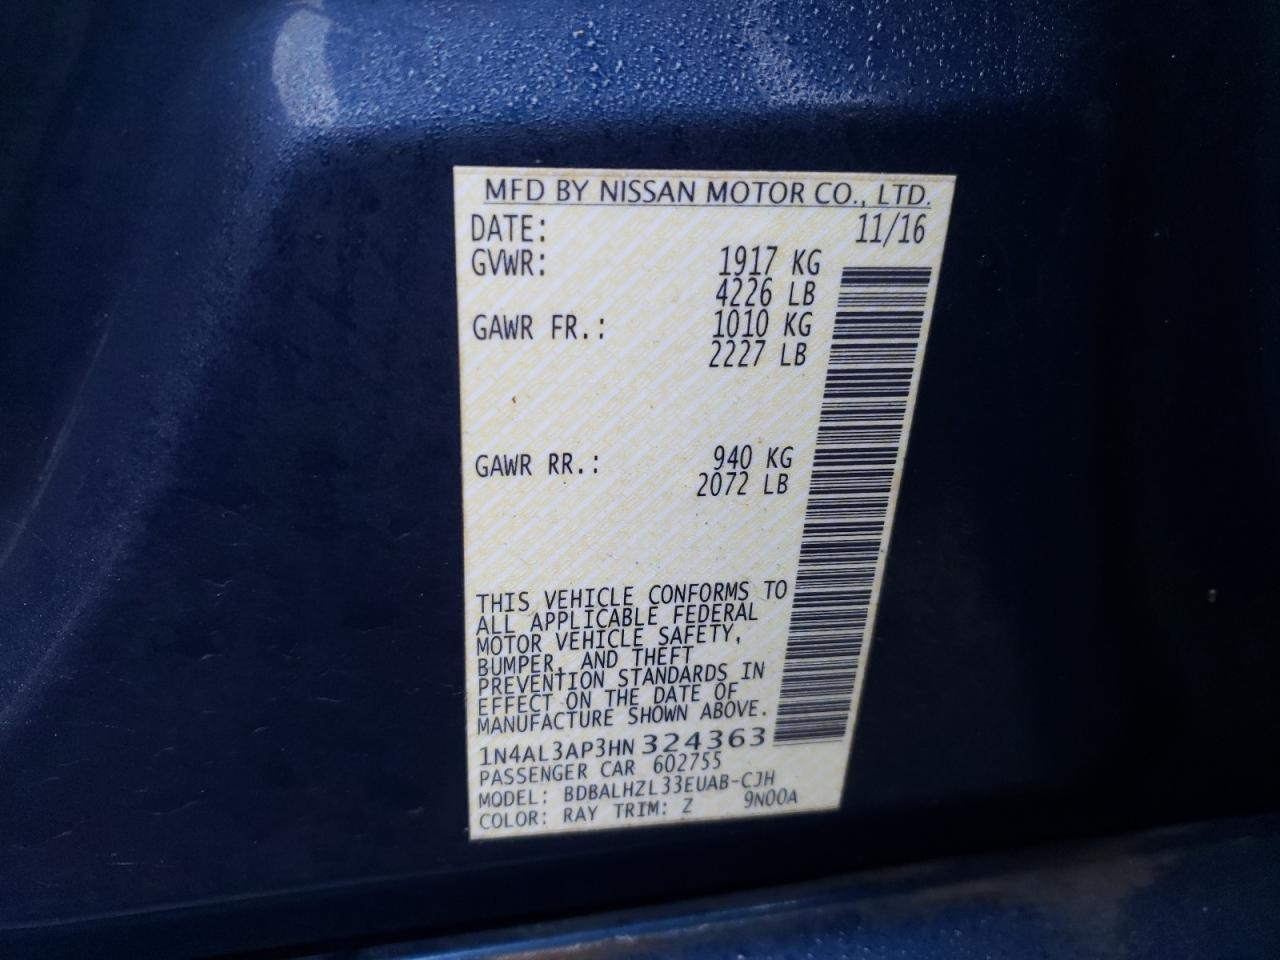 MFD BY NISSAN MOTOR CO., LTD.
DATE: 11/16
GVWR: 1917 KG
4226 LB
GAWR FR.: 1010 KG
2227 LB
GAWR RR.: 940 KG
2072 LB
THIS VEHICLE CONFORMS TO
ALL APPLICABLE FEDERAL
MOTOR VEHICLE SAFETY,
BUMPER, AND THEFT
PREVENTION STANDARDS IN
EFFECT ON THE DATE OF
MANUFACTURE SHOWN ABOVE.
1N4AL3AP3HN324363
PASSENGER CAR 602755
MODEL: BDBALHZL33EUAB-CJH
COLOR: RAY TRIM: Z 9N00A